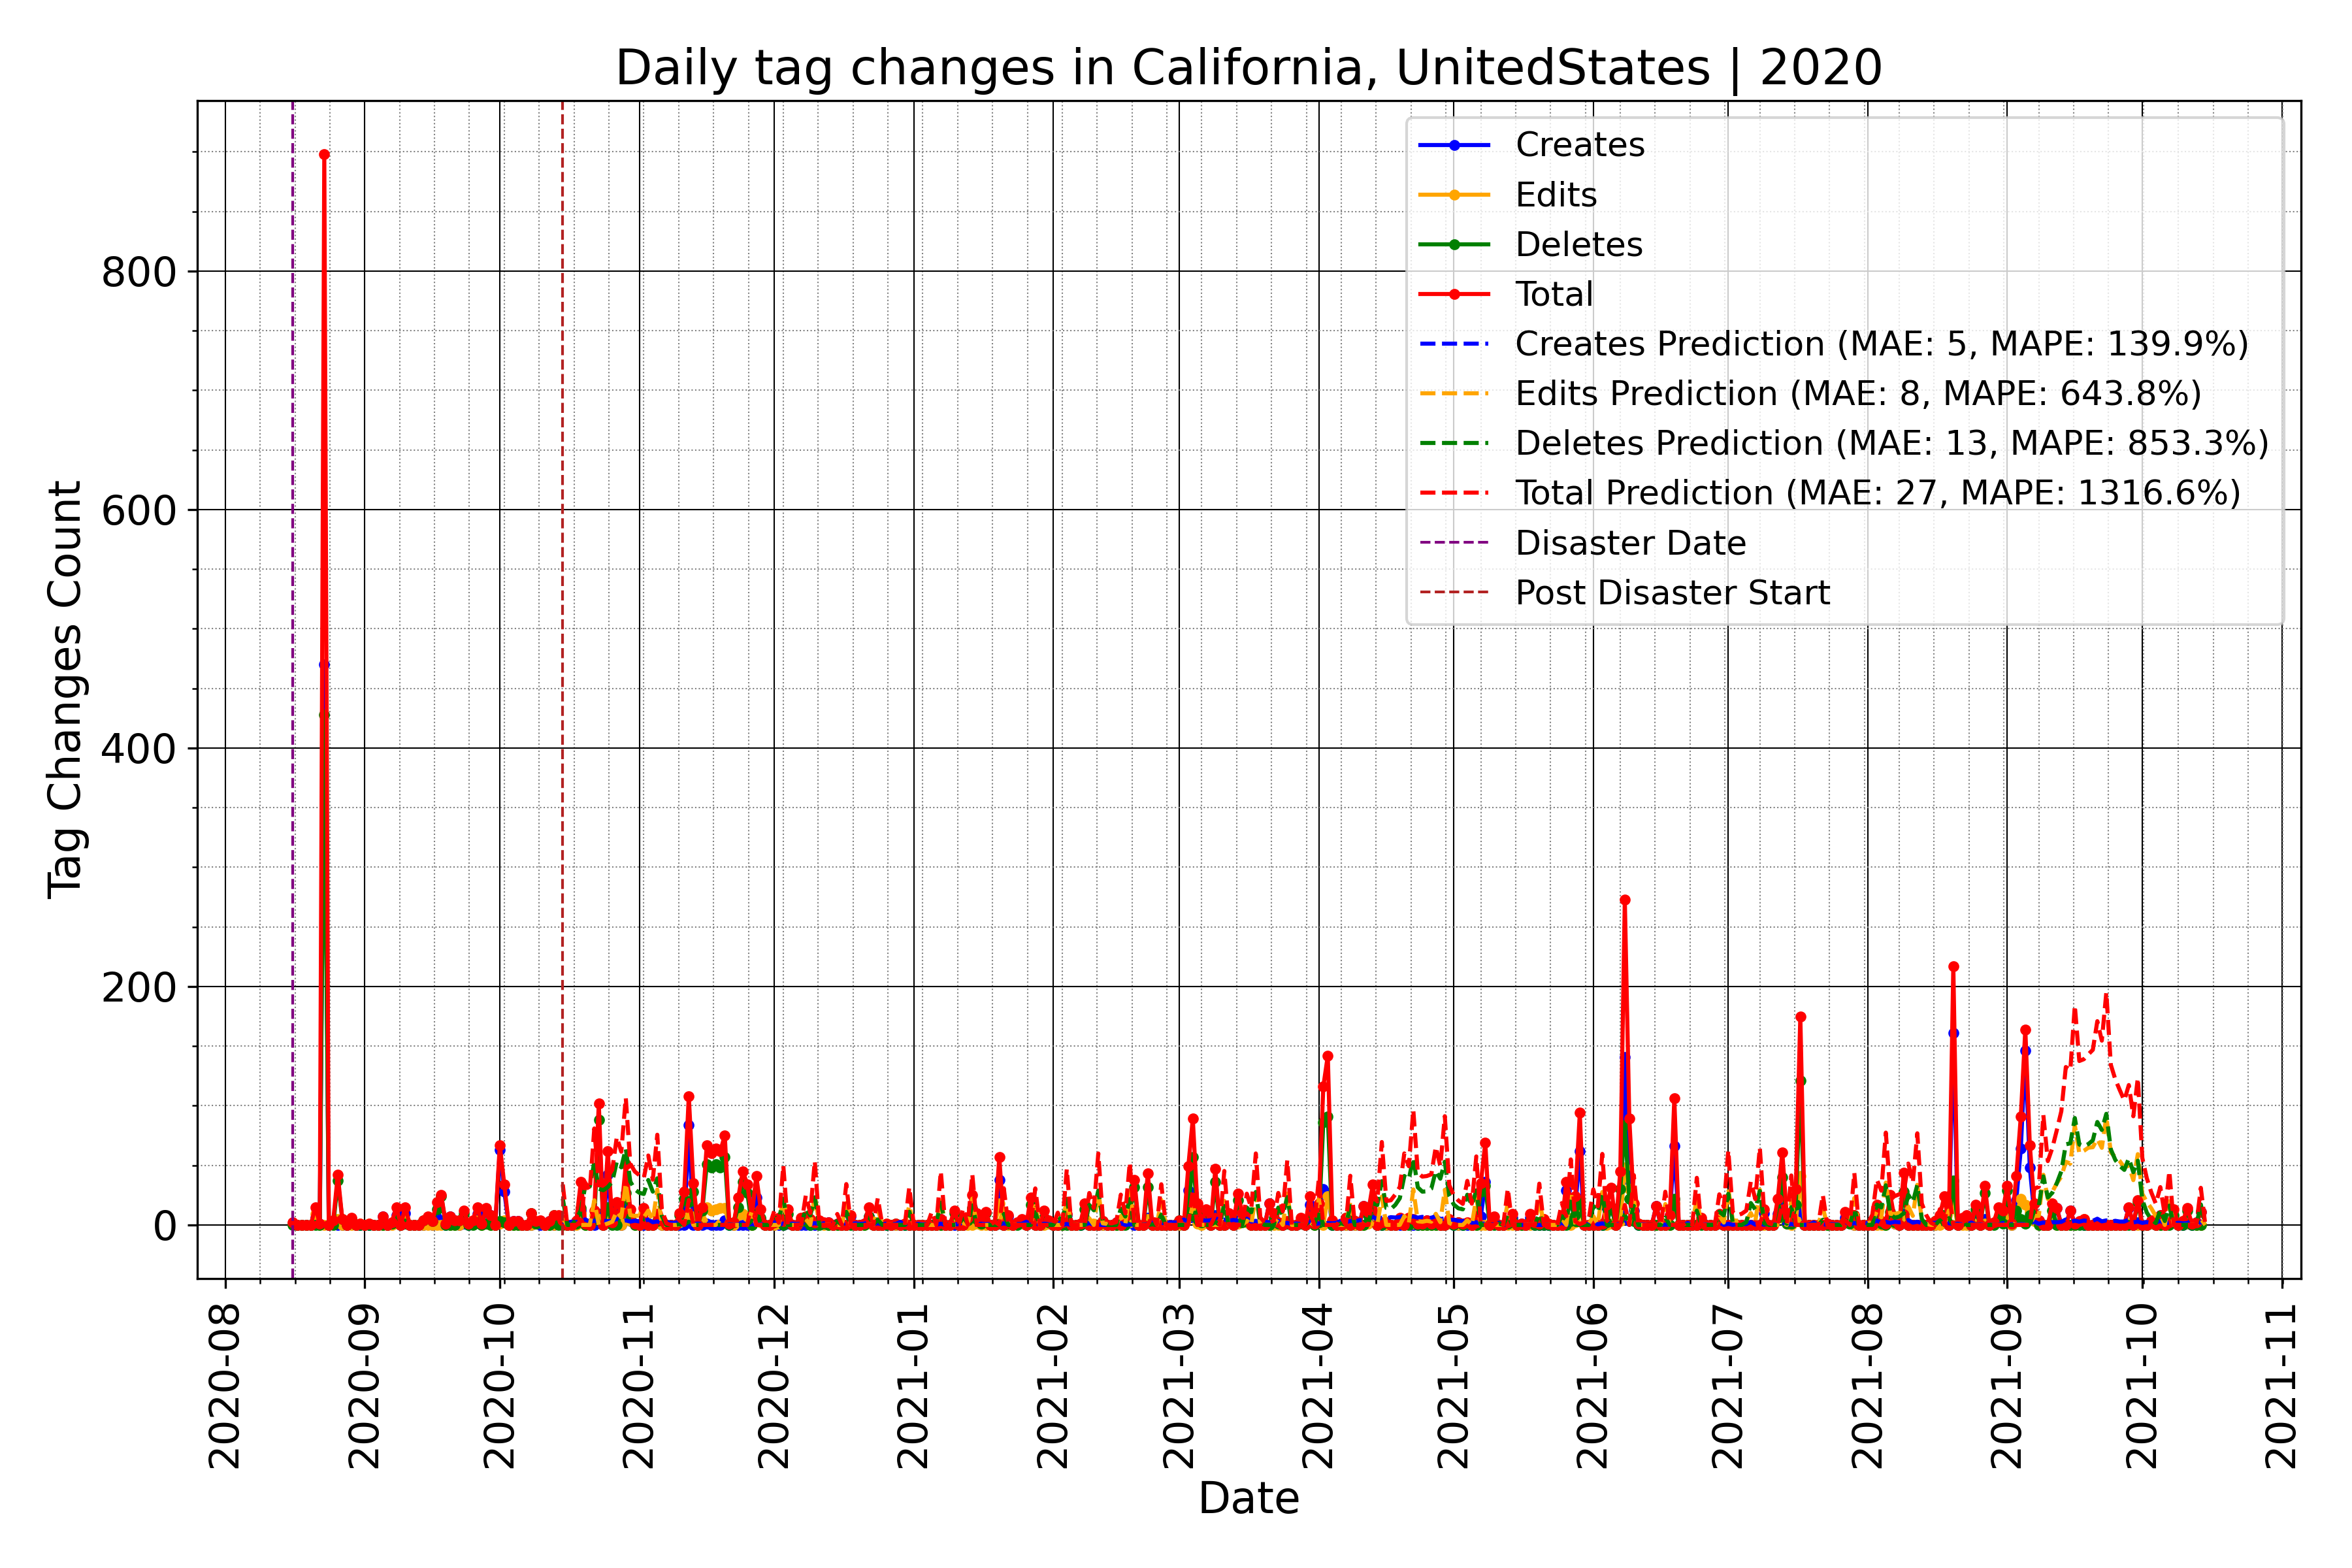 Daily tag changes in California, UnitedStates | 2020
Creates
Edits
Deletes
Total
Creates Prediction (MAE: 5, MAPE: 139.9%)
Edits Prediction (MAE: 8, MAPE: 643.8%)
Deletes Prediction (MAE: 13, MAPE: 853.3%)
Total Prediction (MAE: 27, MAPE: 1316.6%)
Disaster Date
Post Disaster Start
Tag Changes Count
800
600
400
200
0
2020-08
2020-09
2020-10
2020-11
2020-12
2021-01
2021-02
2021-03
2021-04
2021-05
2021-06
2021-07
2021-08
2021-09
2021-10
2021-11
Date